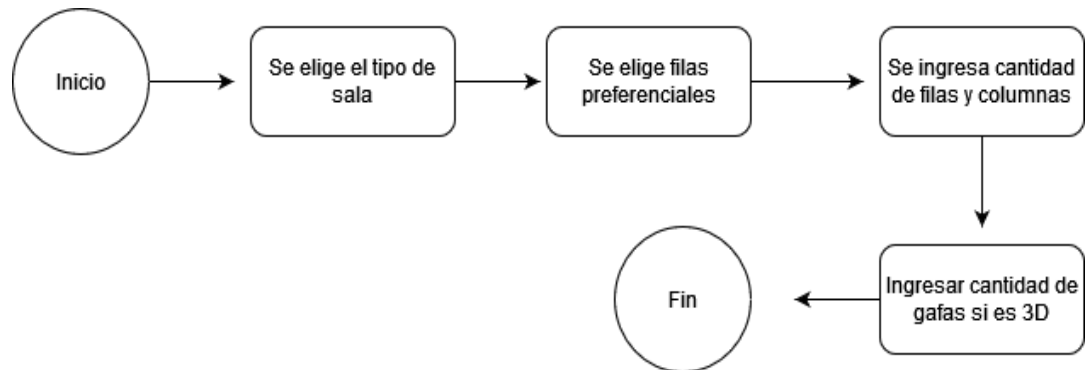 Inicio
Se elige el tipo de
sala
Se elige filas
preferenciales
Se ingresa cantidad
de filas y columnas
Ingresar cantidad de
gafas si es 3D
Fin